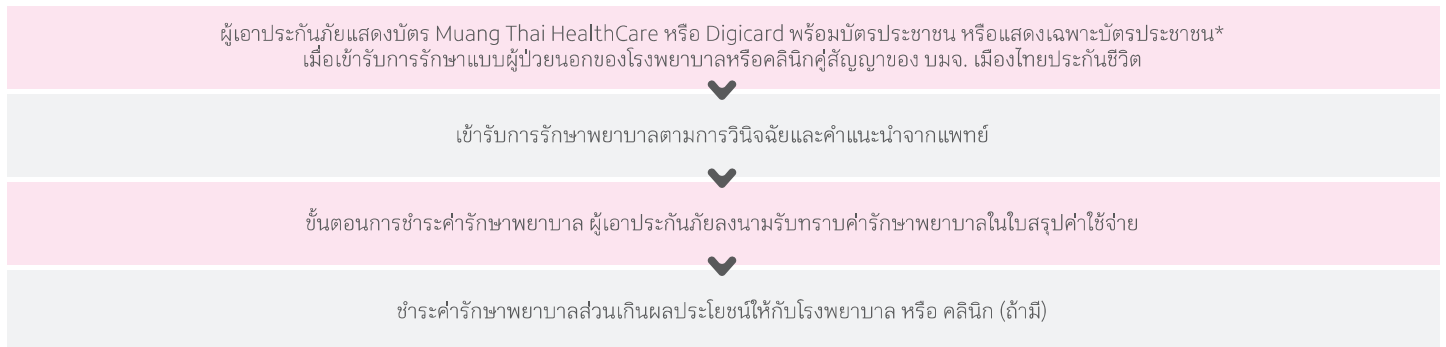 ผู้เอาประกันภัยแสดงบัตร Muang Thai HealthCare หรือ Digicard พร้อมบัตรประชาชน หรือแสดงเฉพาะบัตรประชาชน*
เมื่อเข้ารับการรักษาแบบผู้ป่วยนอกของโรงพยาบาลหรือคลินิกคู่สัญญาของ บมจ. เมืองไทยประกันชีวิต
เข้ารับการรักษาพยาบาลตามการวินิจฉัยและคำแนะนำจากแพทย์
ขั้นตอนการชำระค่ารักษาพยาบาล ผู้เอาประกันภัยลงนามรับทราบค่ารักษาพยาบาลในใบสรุปค่าใช้จ่าย
ชำระค่ารักษาพยาบาลส่วนเกินผลประโยชน์ให้กับโรงพยาบาล หรือ คลินิก (ถ้ามี)